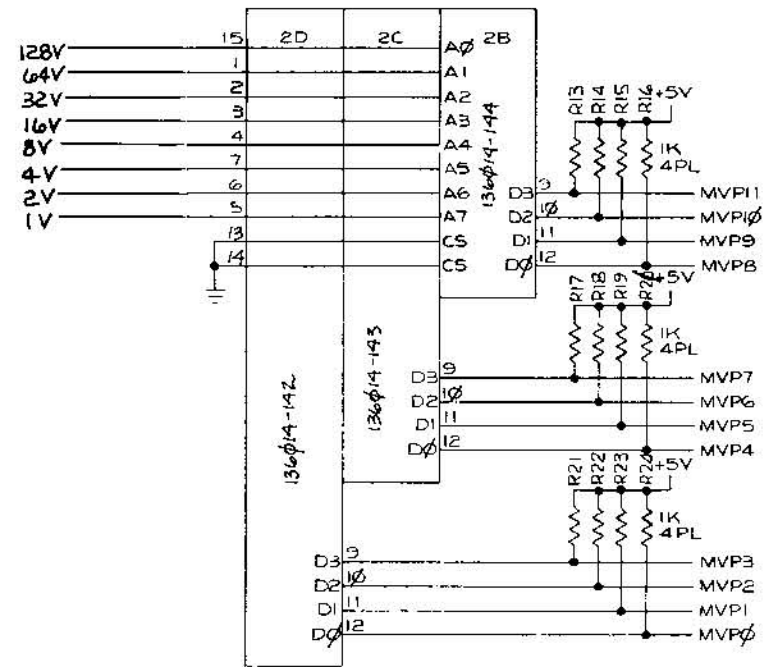 2D 2C 2B
128V 15 AØ
64V 1 A1
32V 2 A2
16V 3 A3
8V 4 A4
4V 7 A5
2V 6 A6
1V 5 A7
13 CS
14 CS
136Ø14-144
R13 R14 R15 R16 +5V
1K
4PL
D3 9 MVP11
D2 1Ø MVP1Ø
D1 11 MVP9
DØ 12 MVP8
R17 R18 R19 R20 +5V
1K
4PL
136Ø14-143
D3 9 MVP7
D2 1Ø MVP6
D1 11 MVP5
DØ 12 MVP4
R21 R22 R23 R24 +5V
1K
4PL
136Ø14-142
D3 9 MVP3
D2 1Ø MVP2
D1 11 MVP1
DØ 12 MVPØ